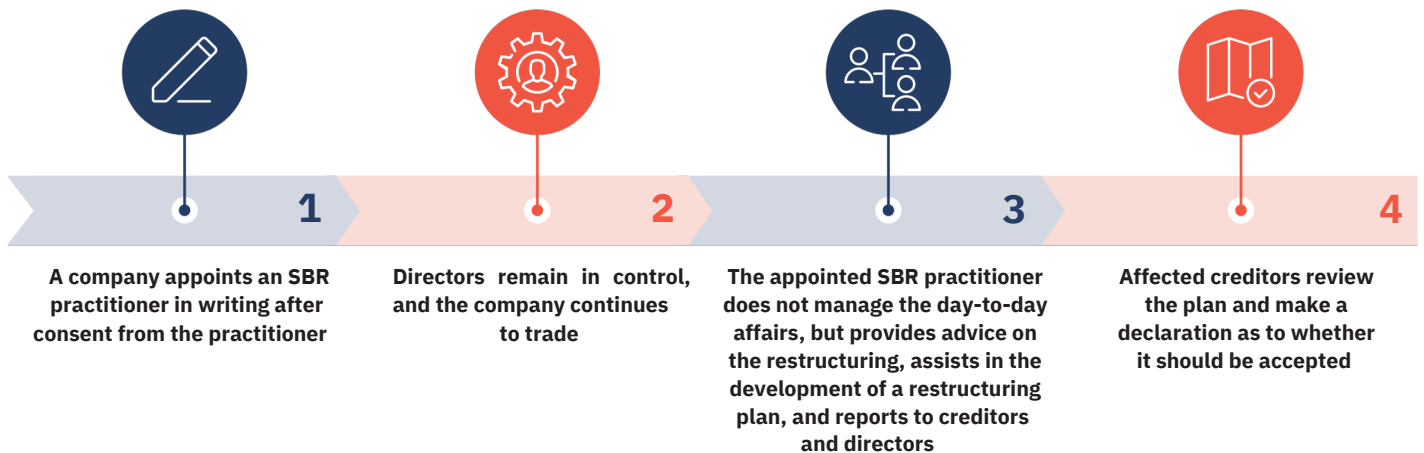 1
A company appoints an SBR
practitioner in writing after
consent from the practitioner
2
Directors remain in control,
and the company continues
to trade
3
The appointed SBR practitioner
does not manage the day-to-day
affairs, but provides advice on
the restructuring, assists in the
development of a restructuring
plan, and reports to creditors
and directors
4
Affected creditors review
the plan and make a
declaration as to whether
it should be accepted